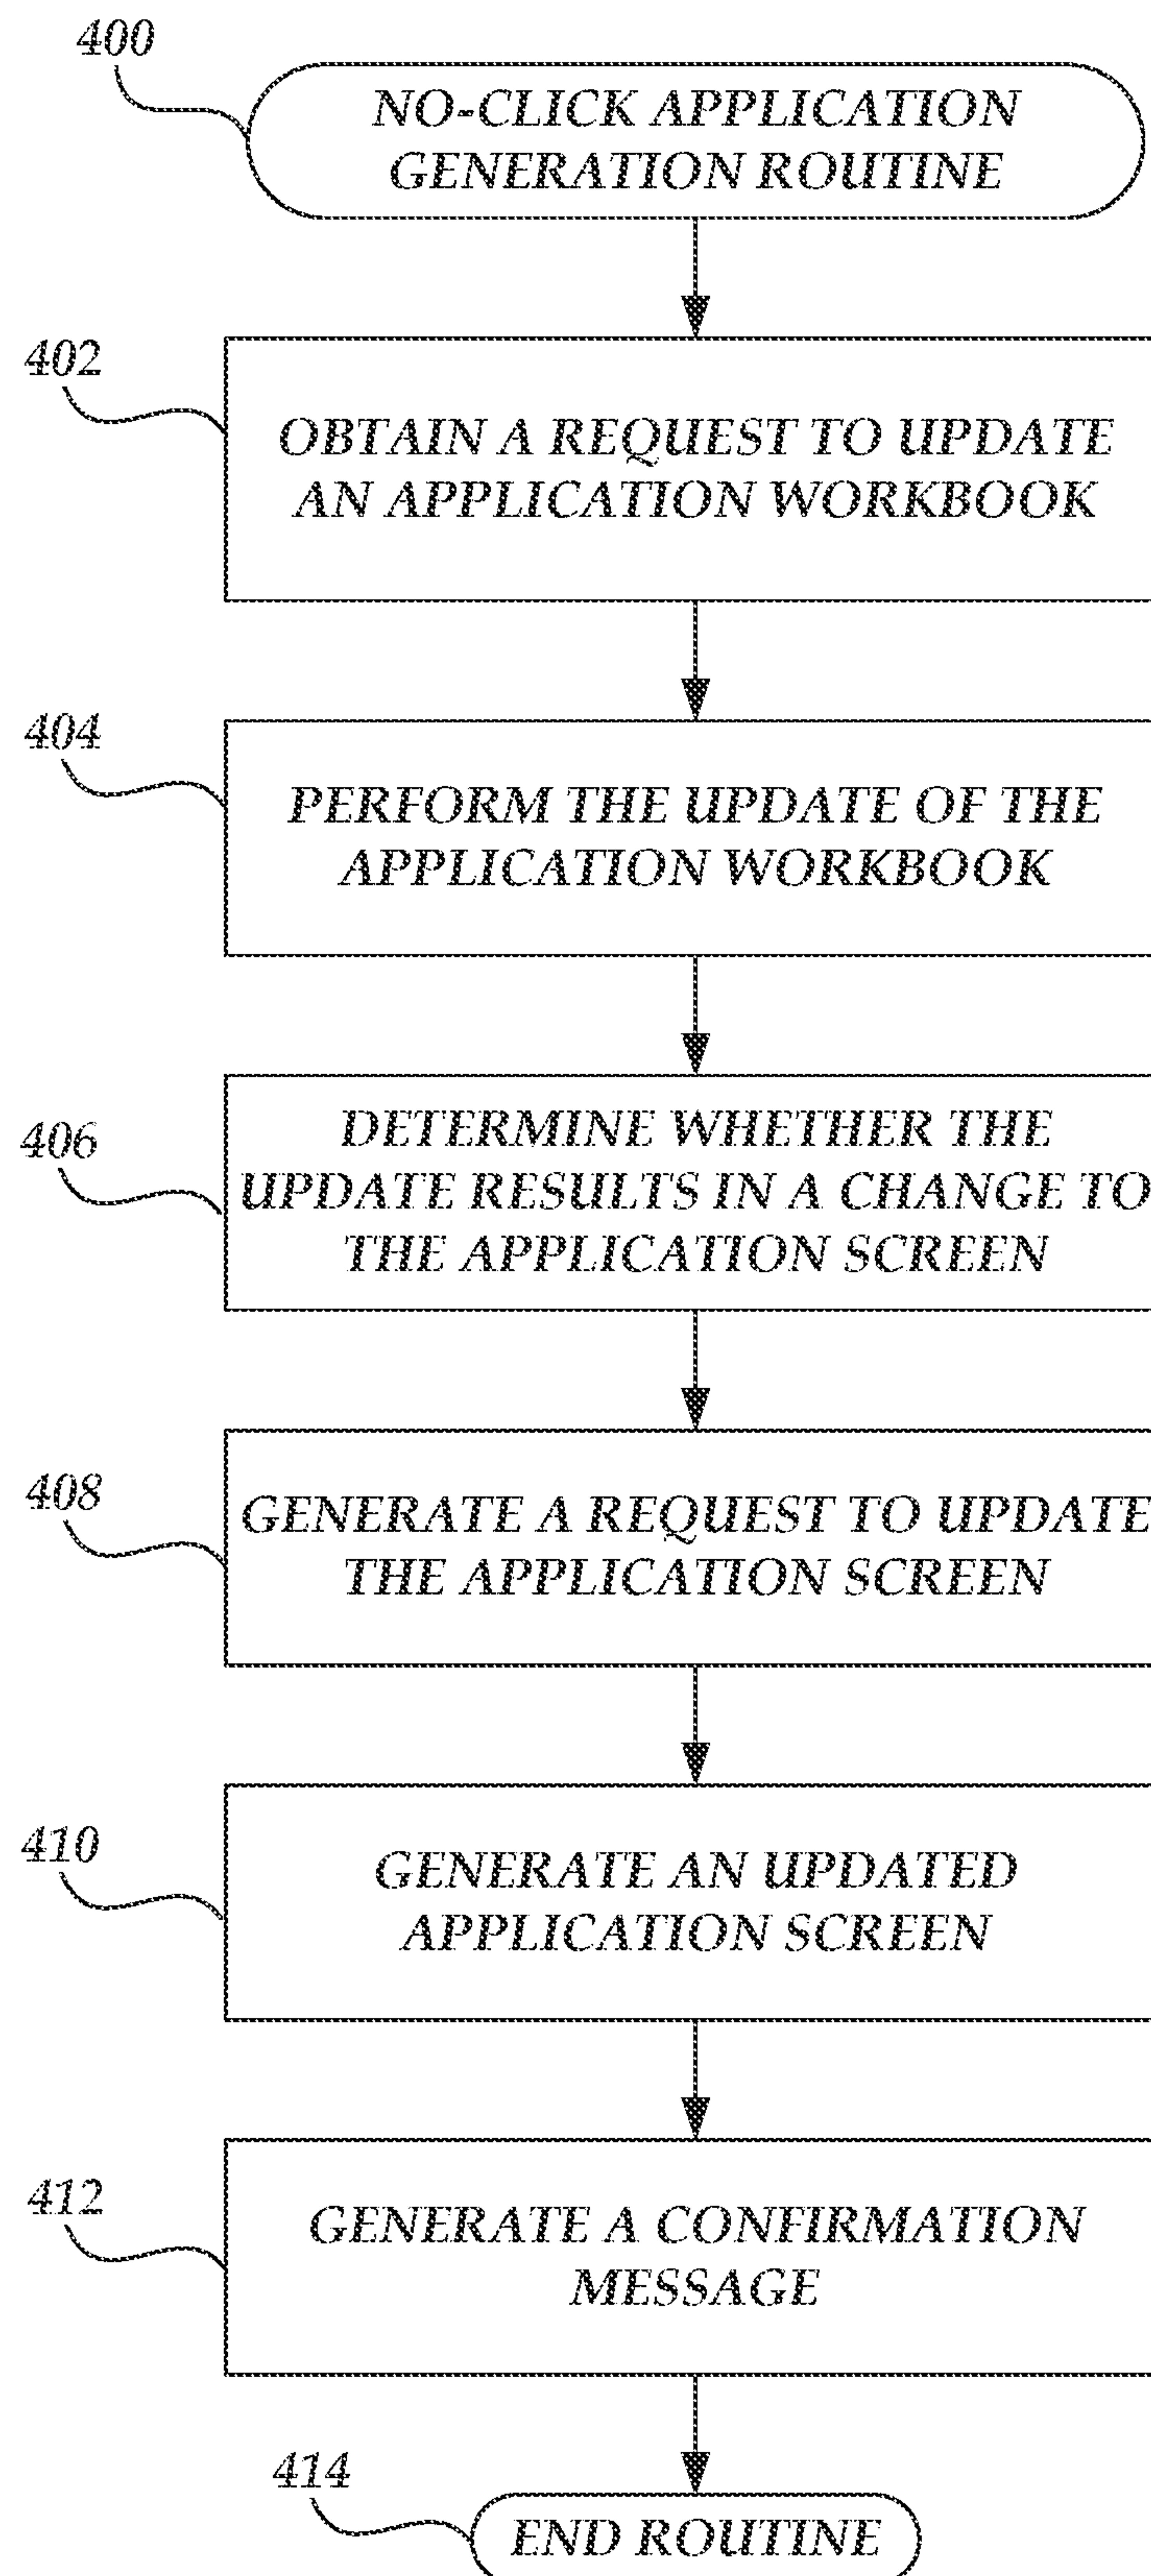 400
NO-CLICK APPLICATION
GENERATION ROUTINE
402
OBTAIN A REQUEST TO UPDATE
AN APPLICATION WORKBOOK
404
PERFORM THE UPDATE OF THE
APPLICATION WORKBOOK
406
DETERMINE WHETHER THE
UPDATE RESULTS IN A CHANGE TO
THE APPLICATION SCREEN
408
GENERATE A REQUEST TO UPDATE
THE APPLICATION SCREEN
410
GENERATE AN UPDATED
APPLICATION SCREEN
412
GENERATE A CONFIRMATION
MESSAGE
414
END ROUTINE